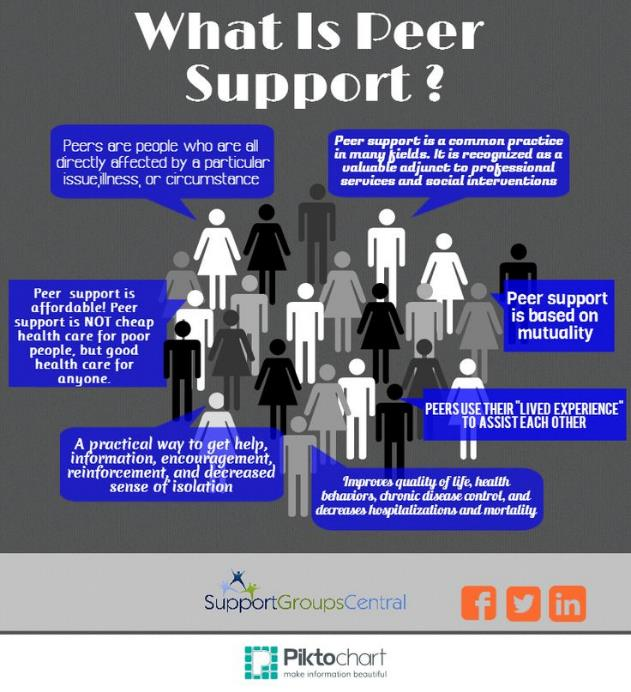 What Is Peer
Support ?
Peers are people who are all
directly affected by a particular
issue,illness, or circumstance
Peer support is a common practice
in many fields. It is recognized as a
valuable adjunct to professional
services and social interventions
Peer support is
affordable! Peer
support is NOT cheap
health care for poor
people, but good
health care for
anyone.
Peer support
is based on
mutuality
PEERS USE THEIR "LIVED EXPERIENCE"
TO ASSIST EACH OTHER
A practical way to get help,
information, encouragement,
reinforcement, and decreased
sense of isolation
Improves quality of life, health
behaviors, chronic disease control, and
decreases hospitalizations and mortality
SupportGroupsCentral
Piktochart
make information beautiful